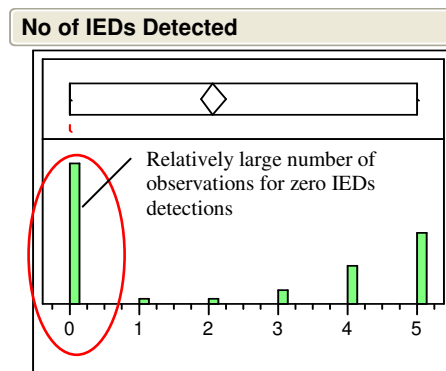 No of IEDs Detected
Relatively large number of
observations for zero IEDs
detections
0 1 2 3 4 5